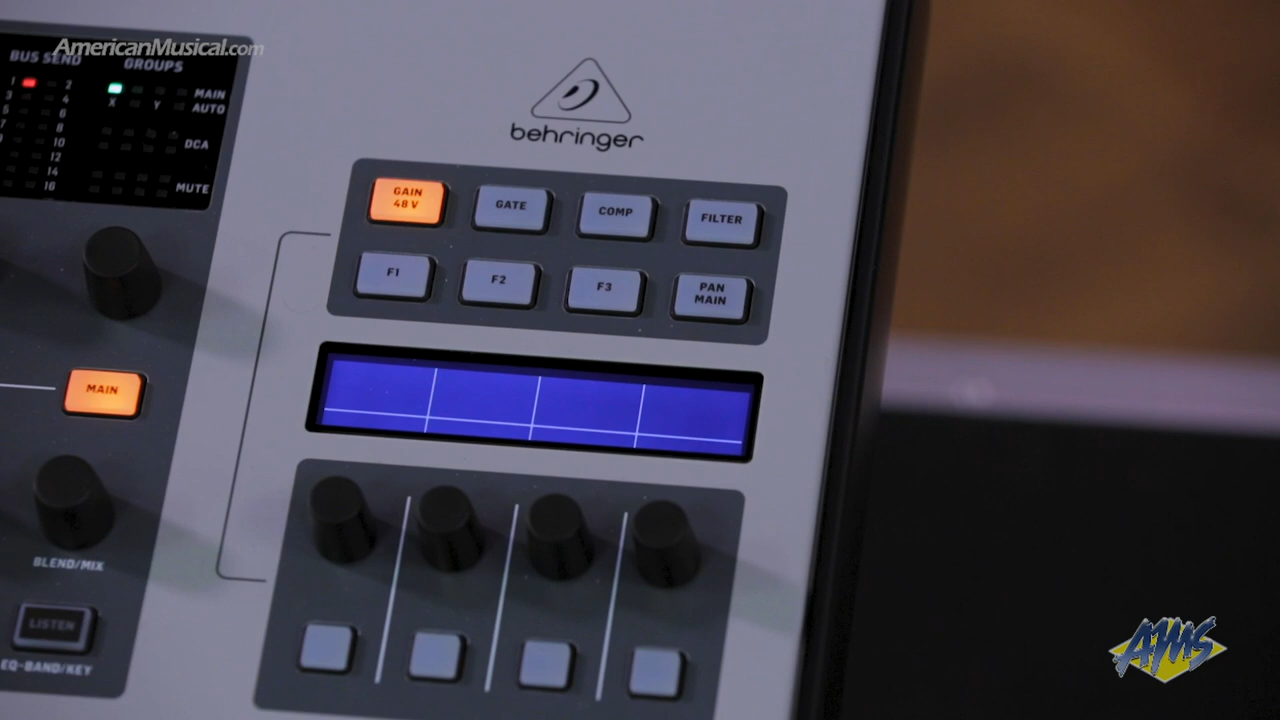 AmericanMusical.com
BUS SEND
GROUPS
1 2
3 4
5 6
7 8
9 10
12
14
16
MAIN
X Y AUTO
DCA
MUTE
behringer
GAIN
48 V
GATE
COMP
FILTER
F1
F2
F3
PAN
MAIN
MAIN
BLEND/MIX
LISTEN
EQ-BAND/KEY
AMS